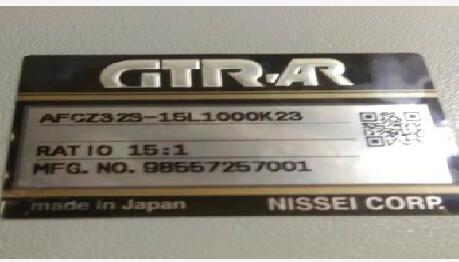 GTR-AR
AFCZ32S-15L1000K23
RATIO 15:1
MFG. NO. 98557257001
made in Japan
NISSEI CORP.